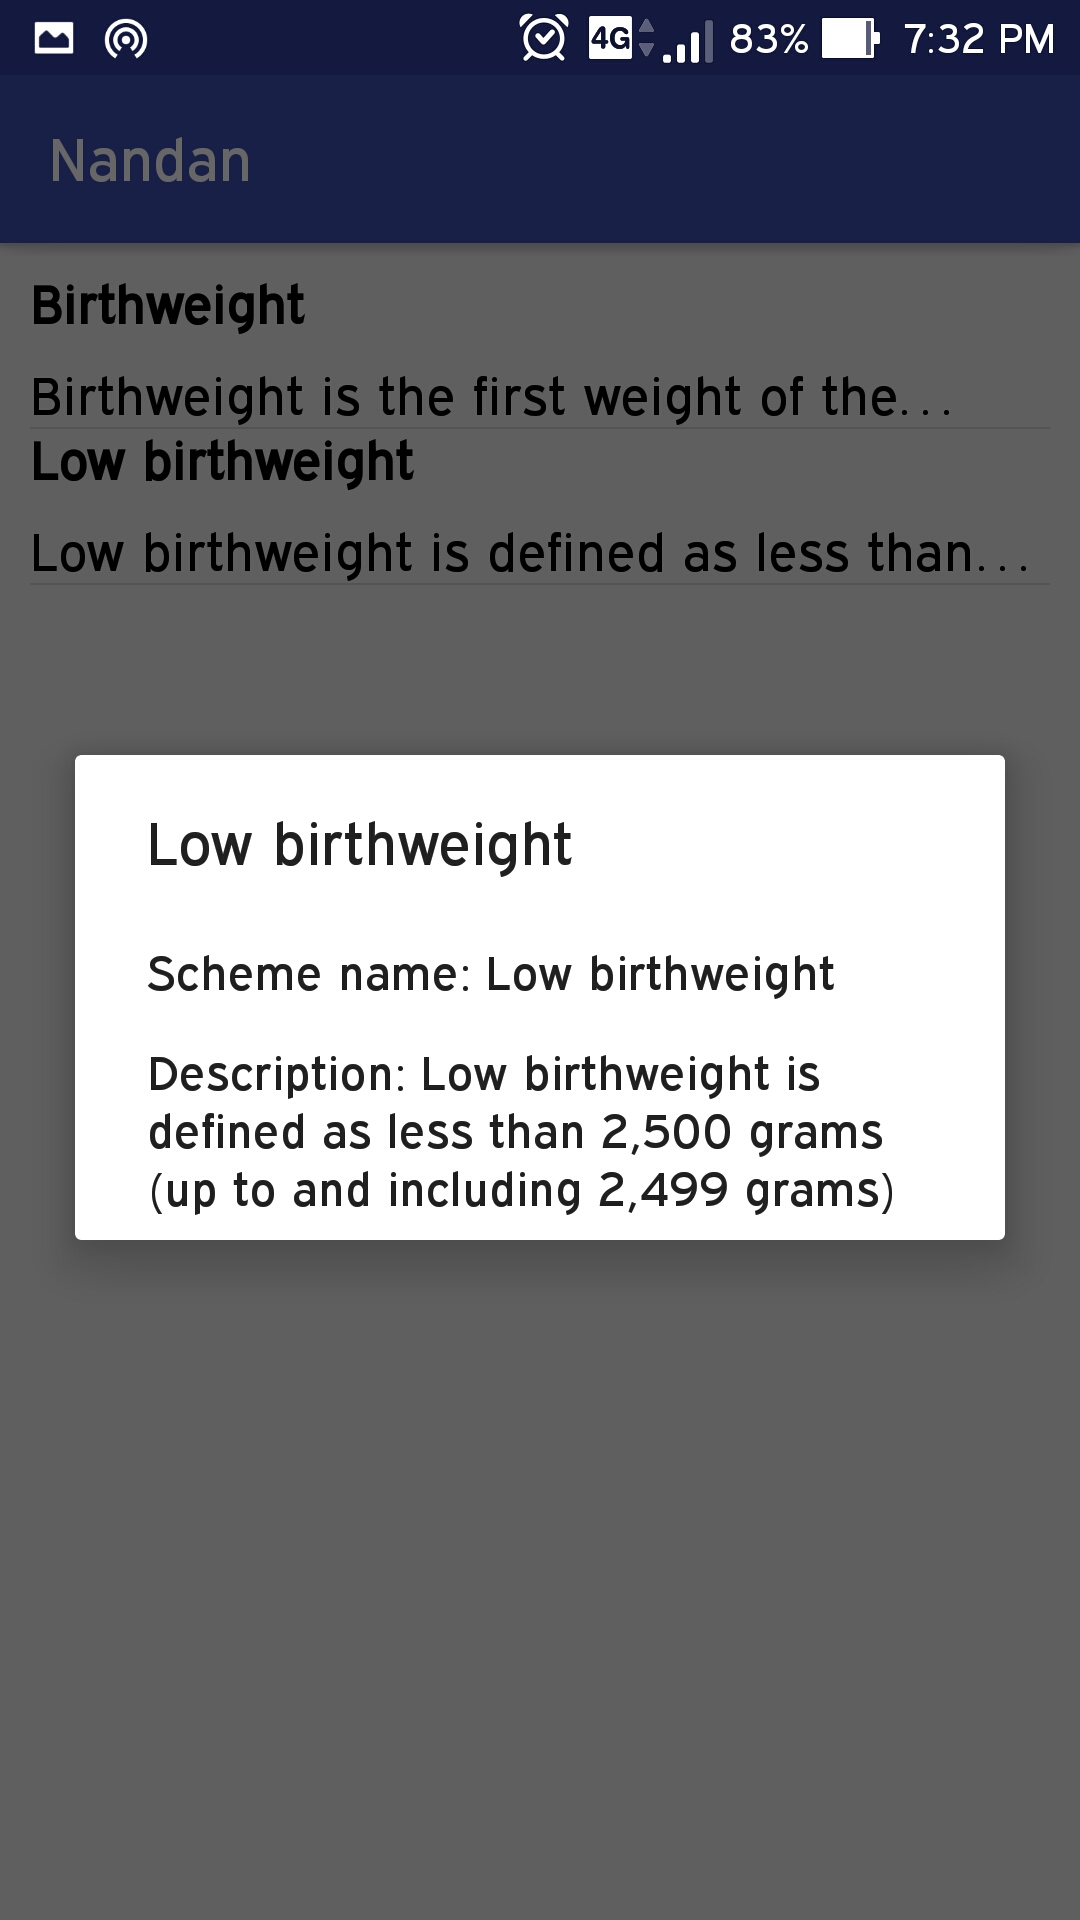 4G 83% 7:32 PM
Nandan
Birthweight
Birthweight is the first weight of the...
Low birthweight
Low birthweight is defined as less than...
Low birthweight
Scheme name: Low birthweight
Description: Low birthweight is
defined as less than 2,500 grams
(up to and including 2,499 grams)